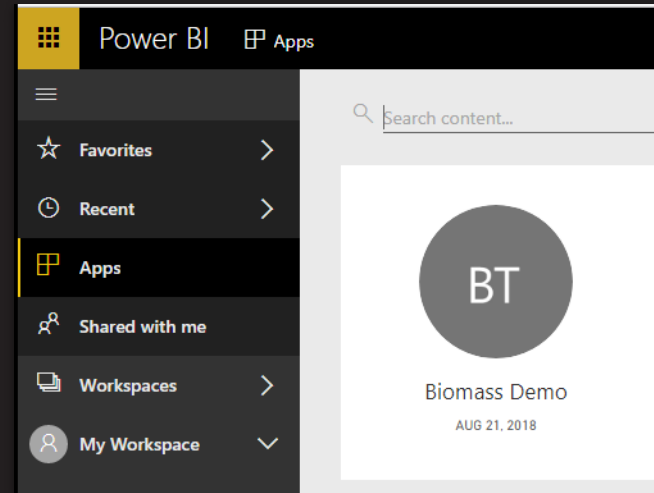 Power BI Apps
Search content...
Favorites
Recent
Apps
Shared with me
Workspaces
My Workspace
BT
Biomass Demo
AUG 21, 2018